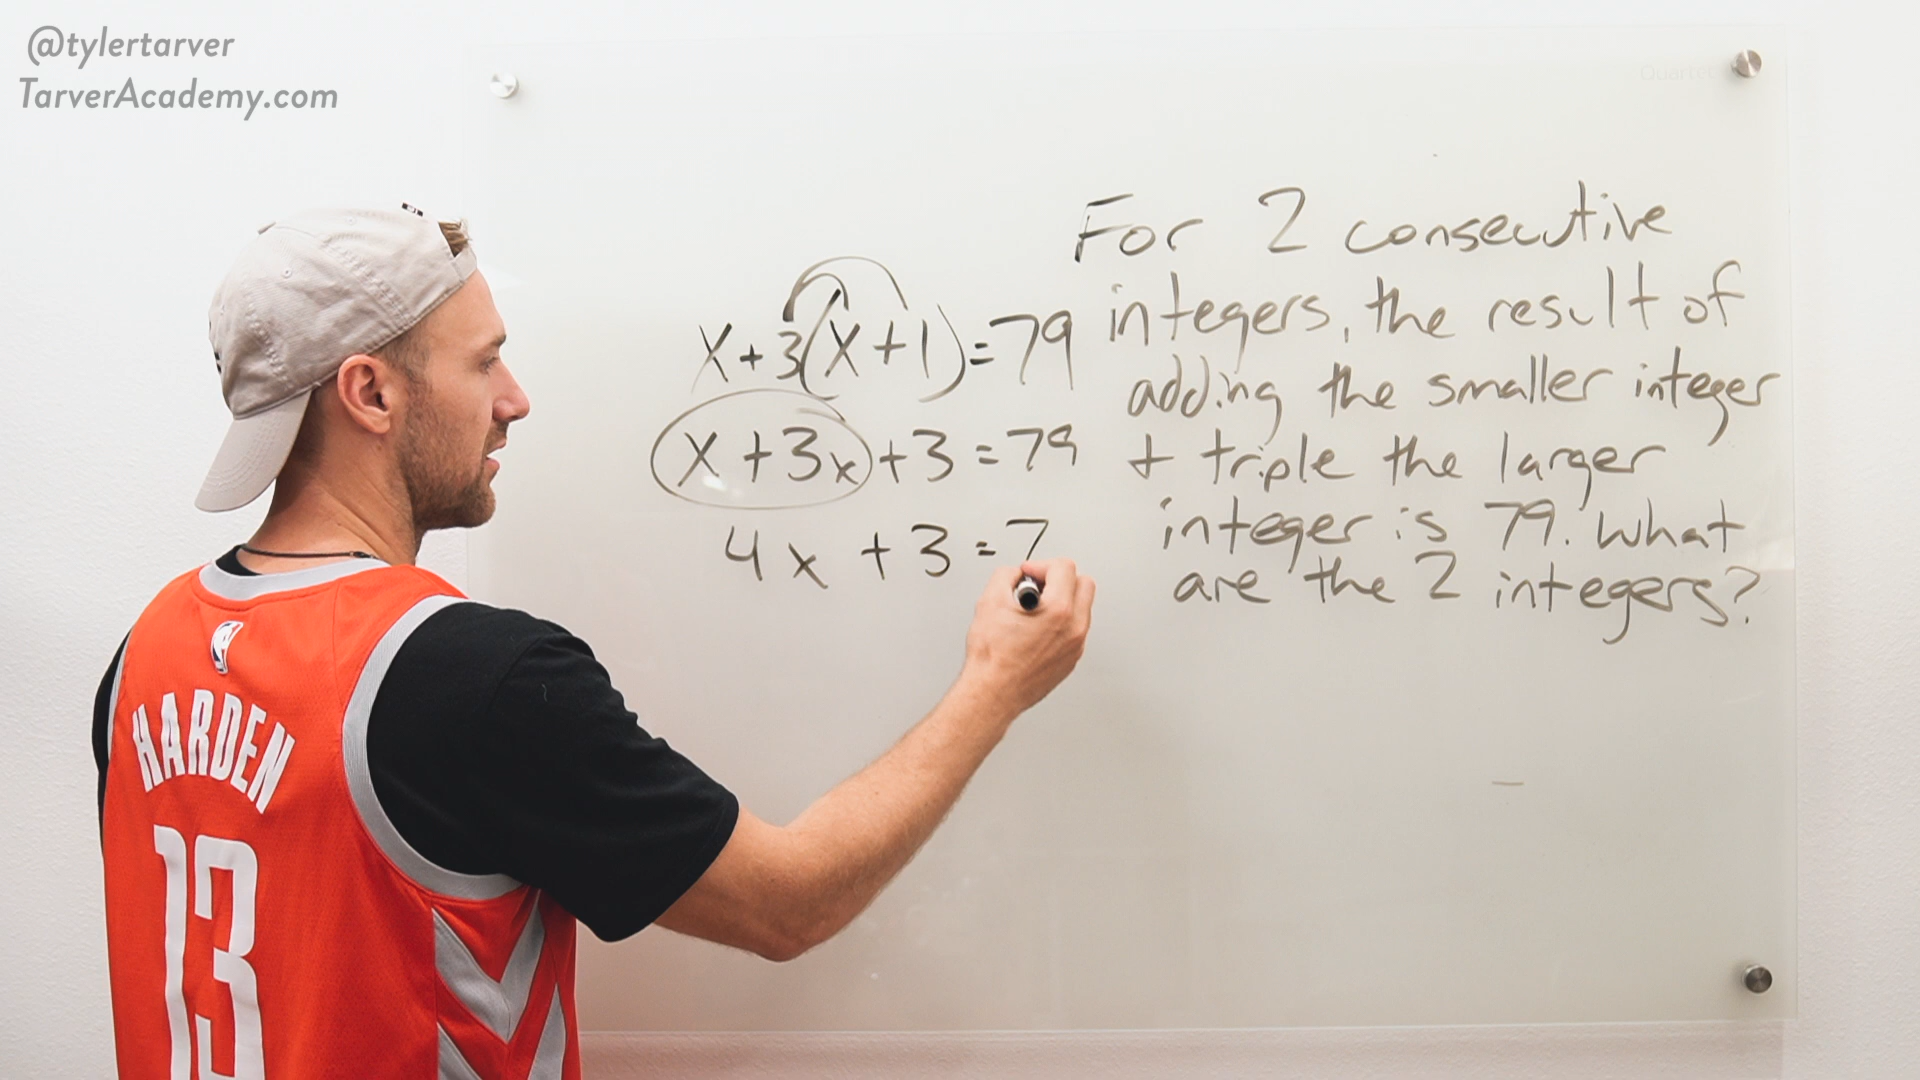 @tylertarver
TarverAcademy.com
Quartet
x+3(x+1)=79
x+3x+3=79
4x+3=7
For 2 consecutive
integers, the result of
adding the smaller integer
+ triple the larger
integer is 79. What
are the 2 integers?
HARDEN
13